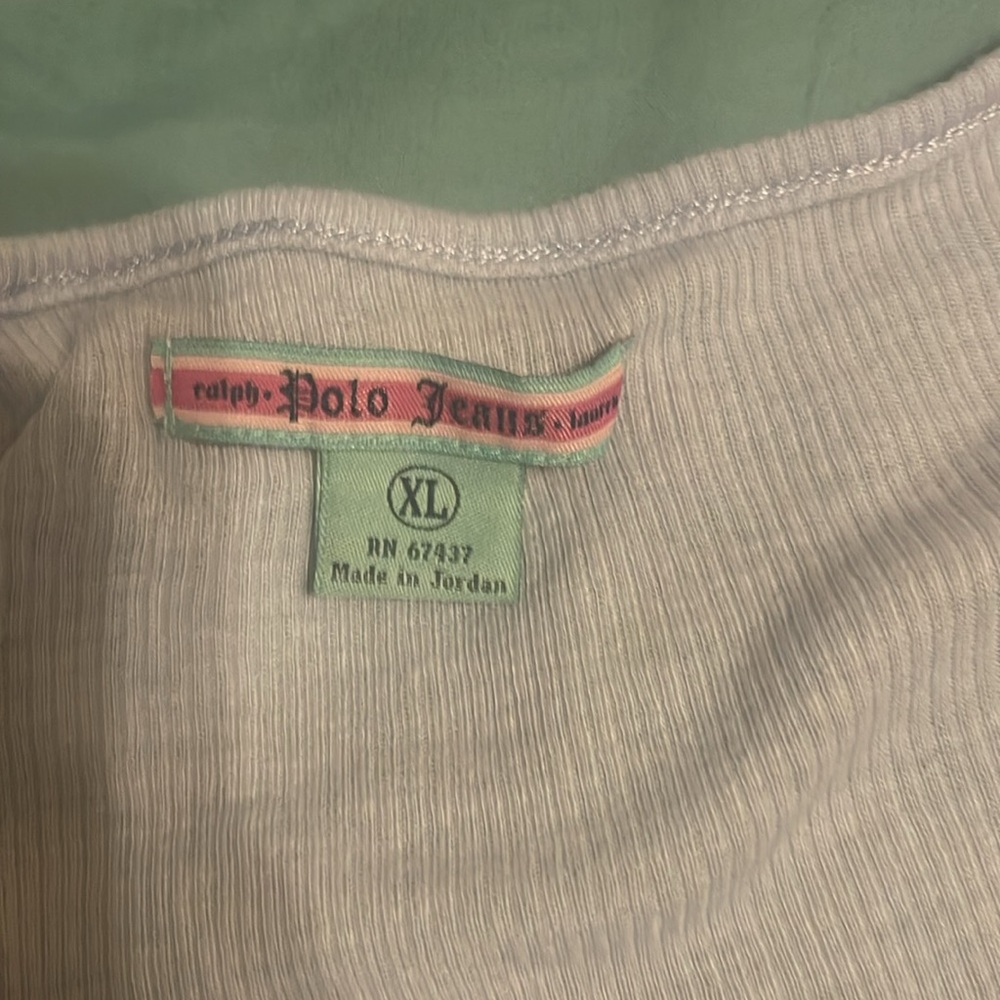 ralph • Polo Jeans • lauren
XL
RN 67437
Made in Jordan